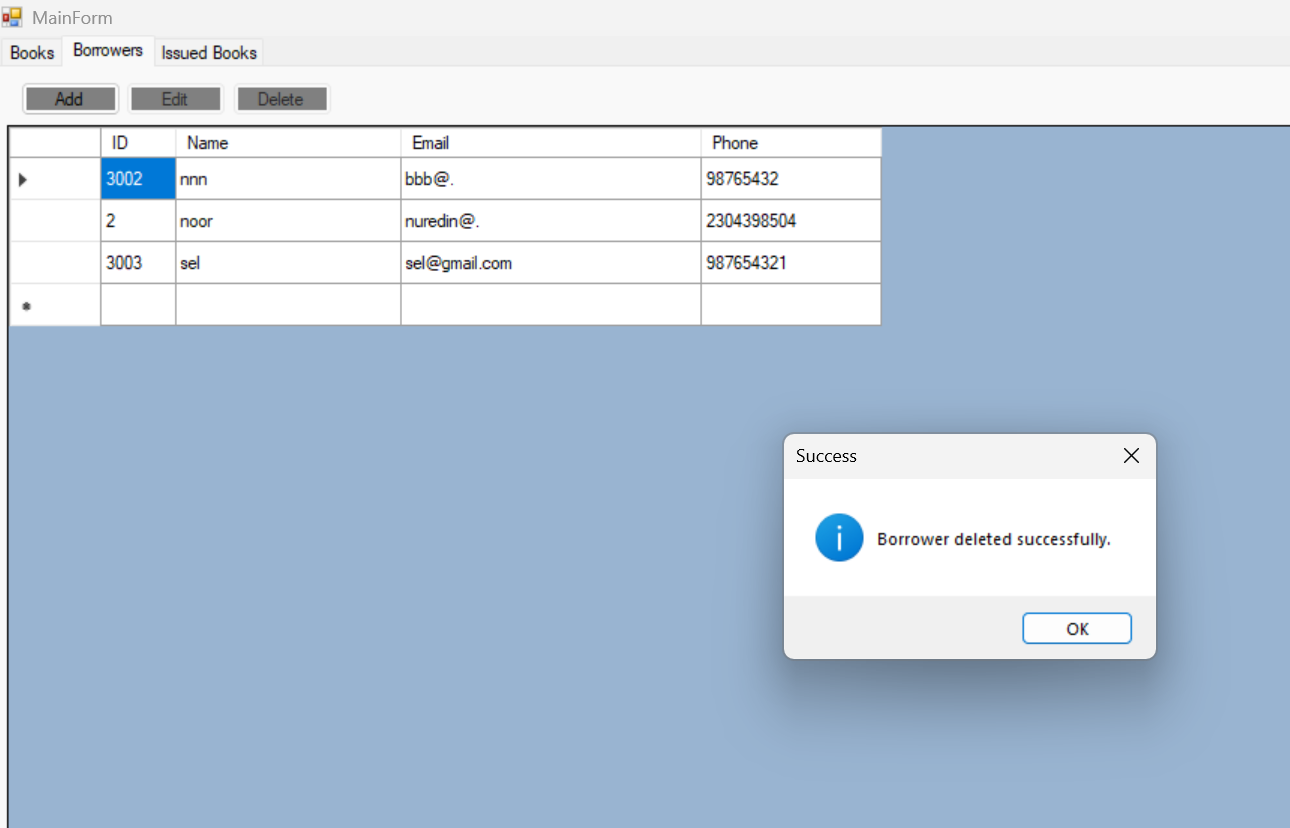 MainForm
Books Borrowers Issued Books
Add Edit Delete
ID Name Email Phone
3002 nnn bbb@. 98765432
2 noor nuredin@. 2304398504
3003 sel sel@gmail.com 987654321
Success
Borrower deleted successfully.
OK